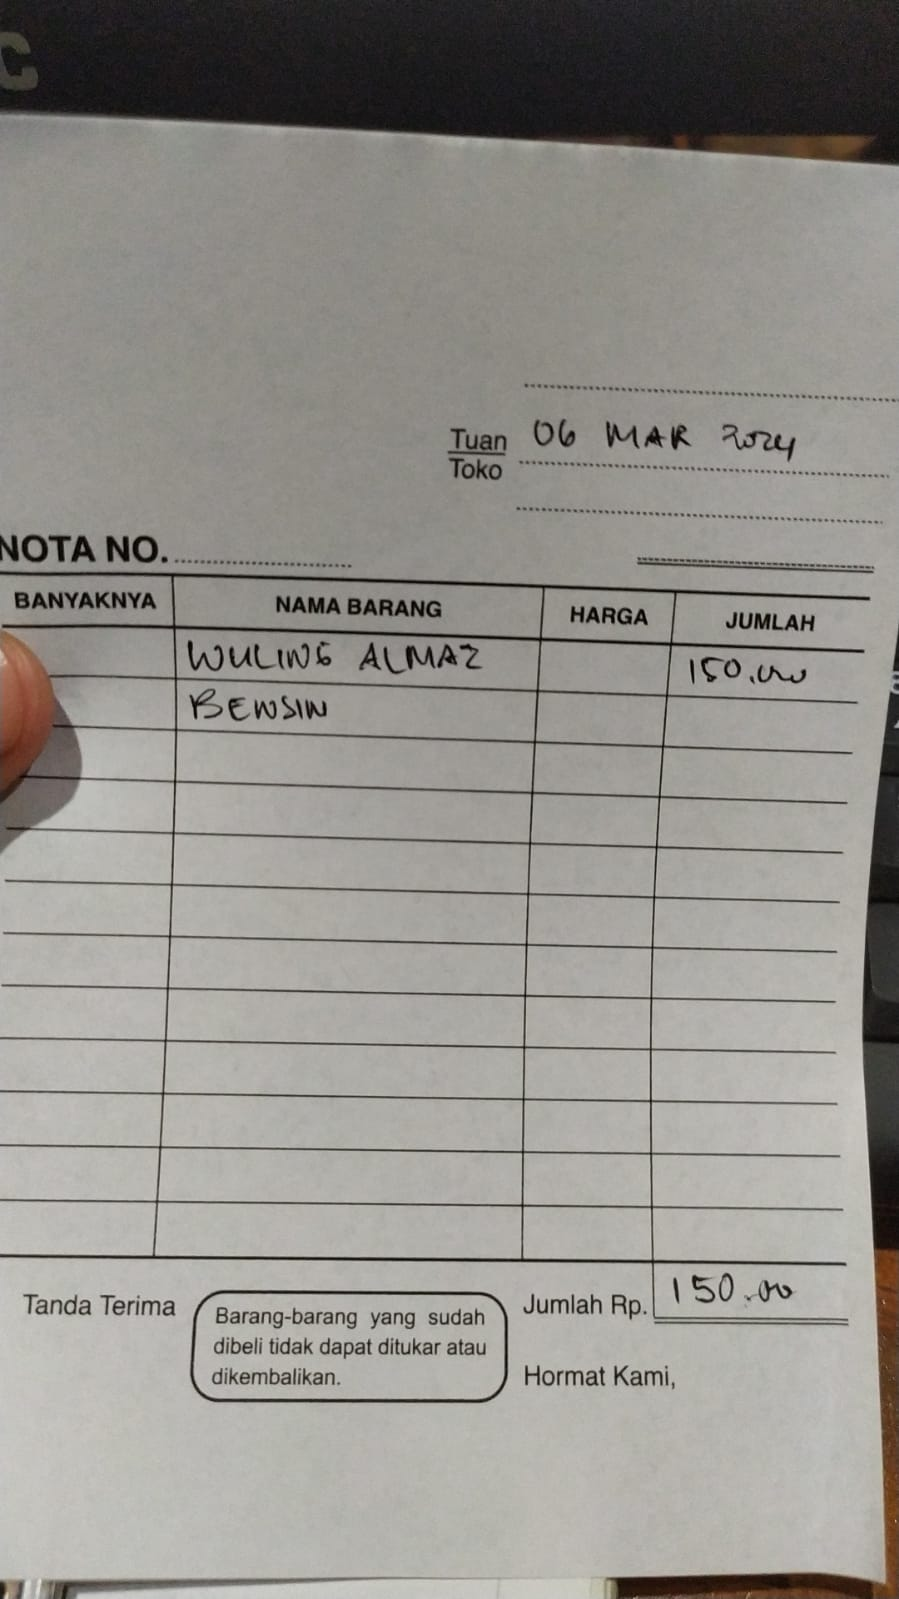 C
Tuan 06 MAR 2024
Toko
NOTA NO.
BANYAKNYA NAMA BARANG HARGA JUMLAH
WULING ALMAZ 150.000
BENSIN
Tanda Terima
Barang-barang yang sudah
dibeli tidak dapat ditukar atau
dikembalikan.
Jumlah Rp. 150.000
Hormat Kami,